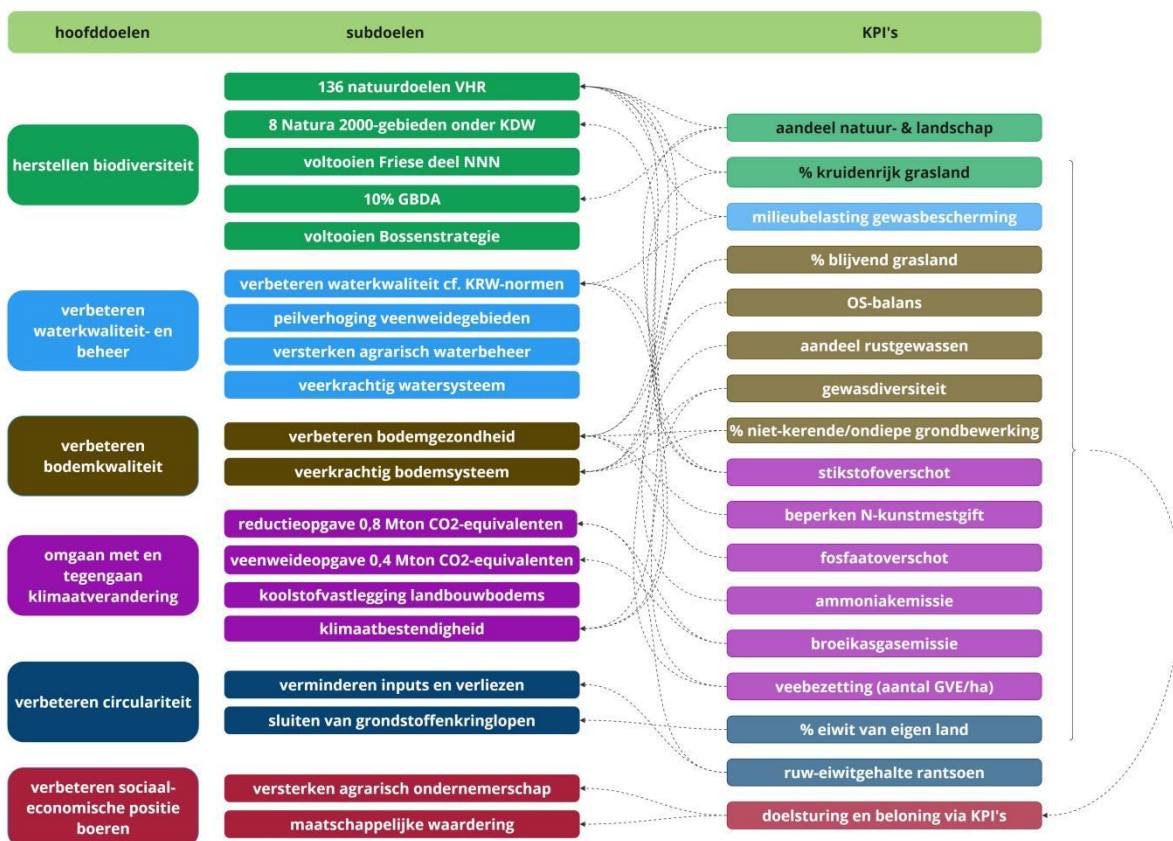 hoofddoelen
subdoelen
KPI's
herstellen biodiversiteit
verbeteren
waterkwaliteit- en
beheer
verbeteren
bodemkwaliteit
omgaan met en
tegengaan
klimaatverandering
verbeteren circulariteit
verbeteren sociaal-
economische positie
boeren
136 natuurdoelen VHR
8 Natura 2000-gebieden onder KDW
voltooien Friese deel NNN
10% GBDA
voltooien Bossenstrategie
verbeteren waterkwaliteit cf. KRW-normen
peilverhoging veenweidegebieden
versterken agrarisch waterbeheer
veerkrachtig watersysteem
verbeteren bodemgezondheid
veerkrachtig bodemsysteem
reductieopgave 0,8 Mton CO2-equivalenten
veenweideopgave 0,4 Mton CO2-equivalenten
koolstofvastlegging landbouwbodems
klimaatbestendigheid
verminderen inputs en verliezen
sluiten van grondstoffenkringlopen
versterken agrarisch ondernemerschap
maatschappelijke waardering
aandeel natuur- & landschap
% kruidenrijk grasland
milieubelasting gewasbescherming
% blijvend grasland
OS-balans
aandeel rustgewassen
gewasdiversiteit
% niet-kerende/ondiepe grondbewerking
stikstofoverschot
beperken N-kunstmestgift
fosfaatoverschot
ammoniakemissie
broeikasgasemissie
veebezetting (aantal GVE/ha)
% eiwit van eigen land
ruw-eiwitgehalte rantsoen
doelsturing en beloning via KPI's